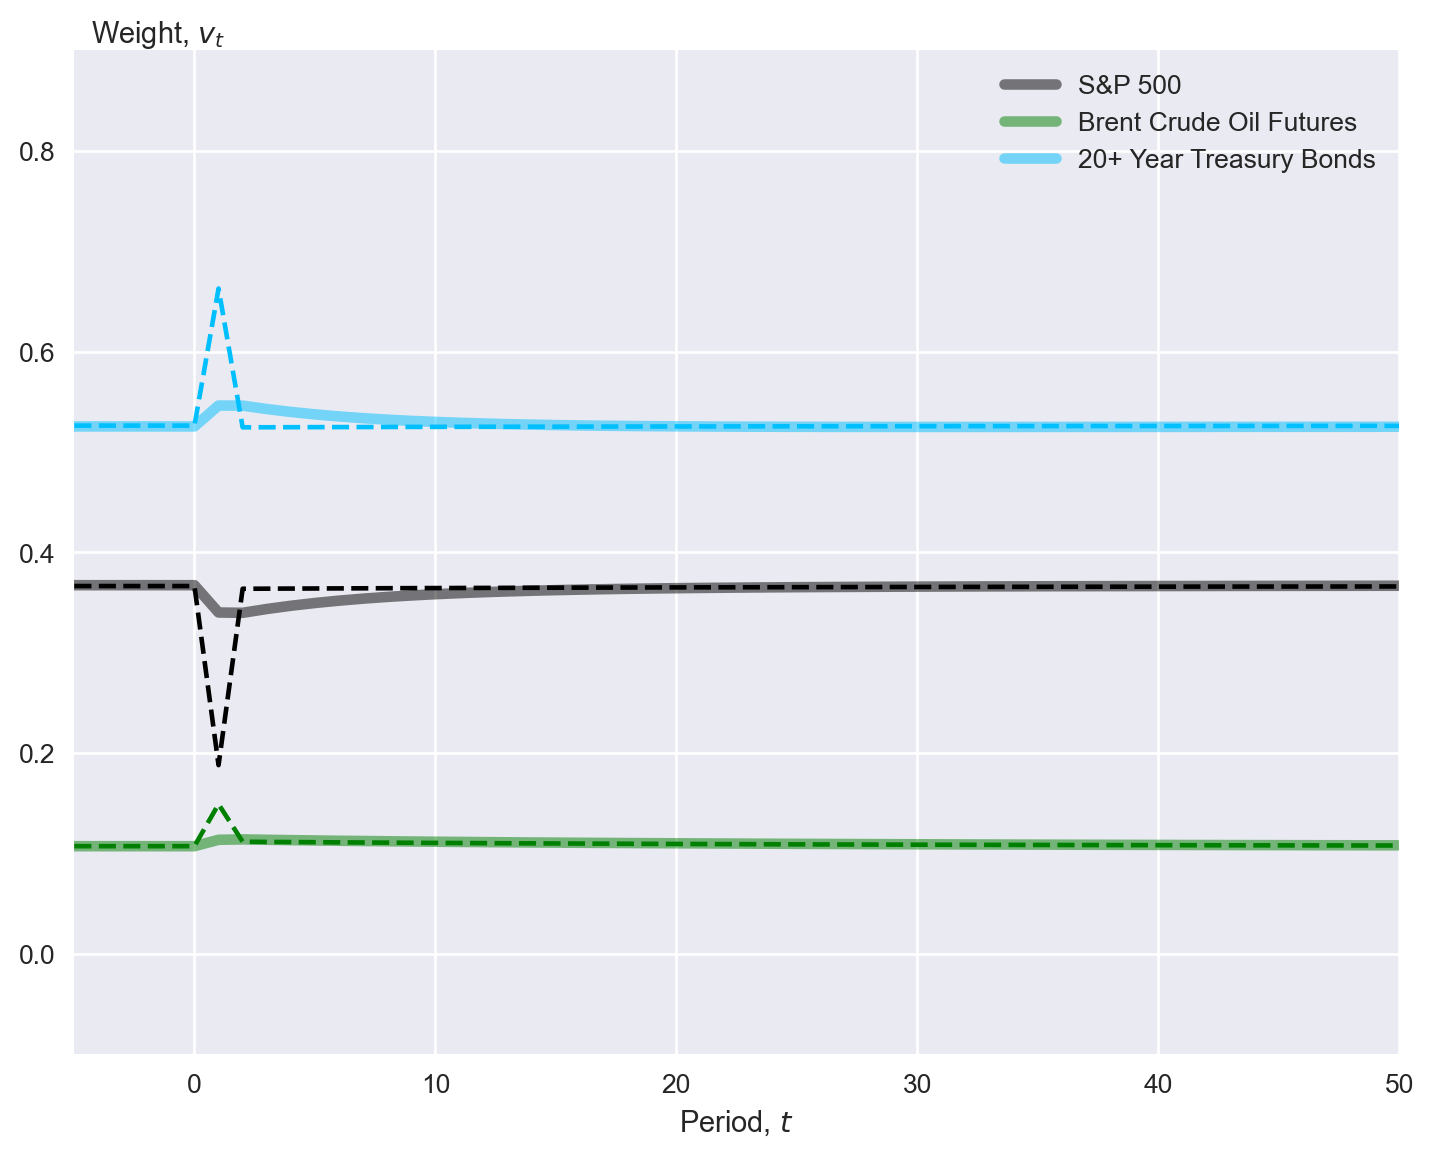 Weight, vt
S&P 500
Brent Crude Oil Futures
20+ Year Treasury Bonds
0.8
0.6
0.4
0.2
0.0
0 10 20 30 40 50
Period, t